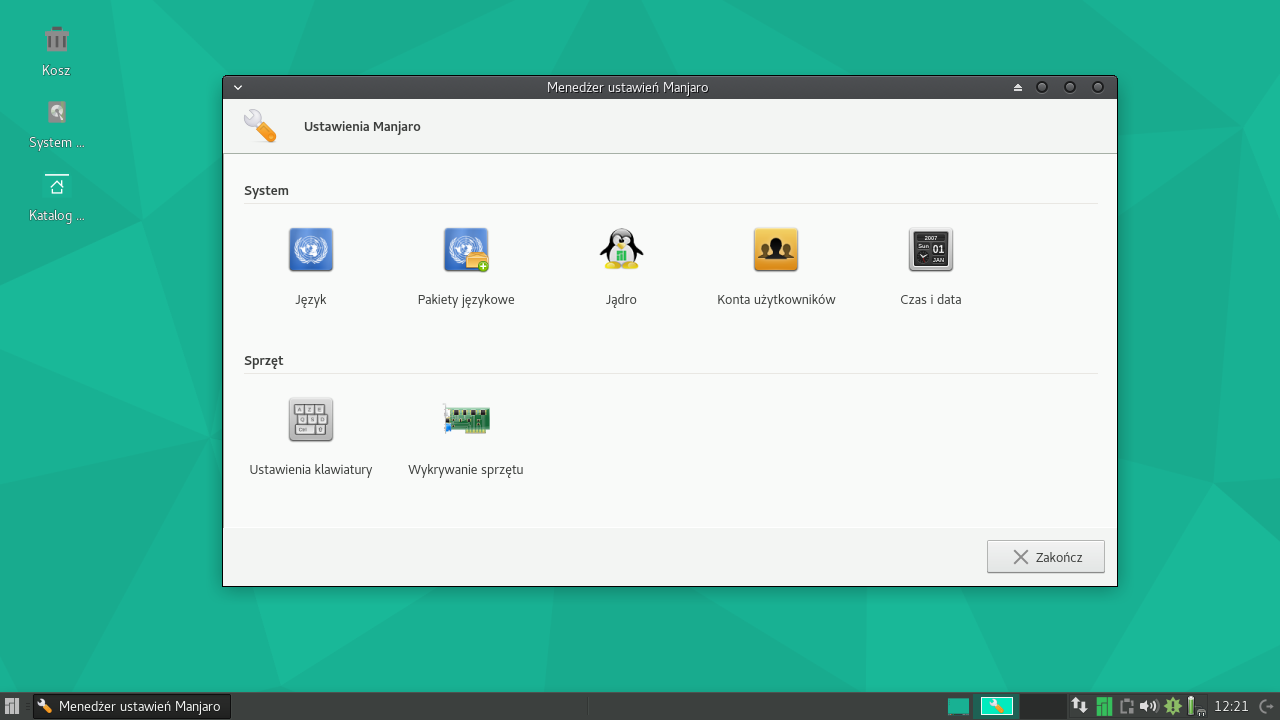 Kosz
System ...
Katalog ...
Menedżer ustawień Manjaro
Ustawienia Manjaro
System
Język
Pakiety językowe
Jądro
Konta użytkowników
2007
Sun 01
JAN
Czas i data
Sprzęt
Ustawienia klawiatury
Wykrywanie sprzętu
Zakończ
Menedżer ustawień Manjaro
12:21